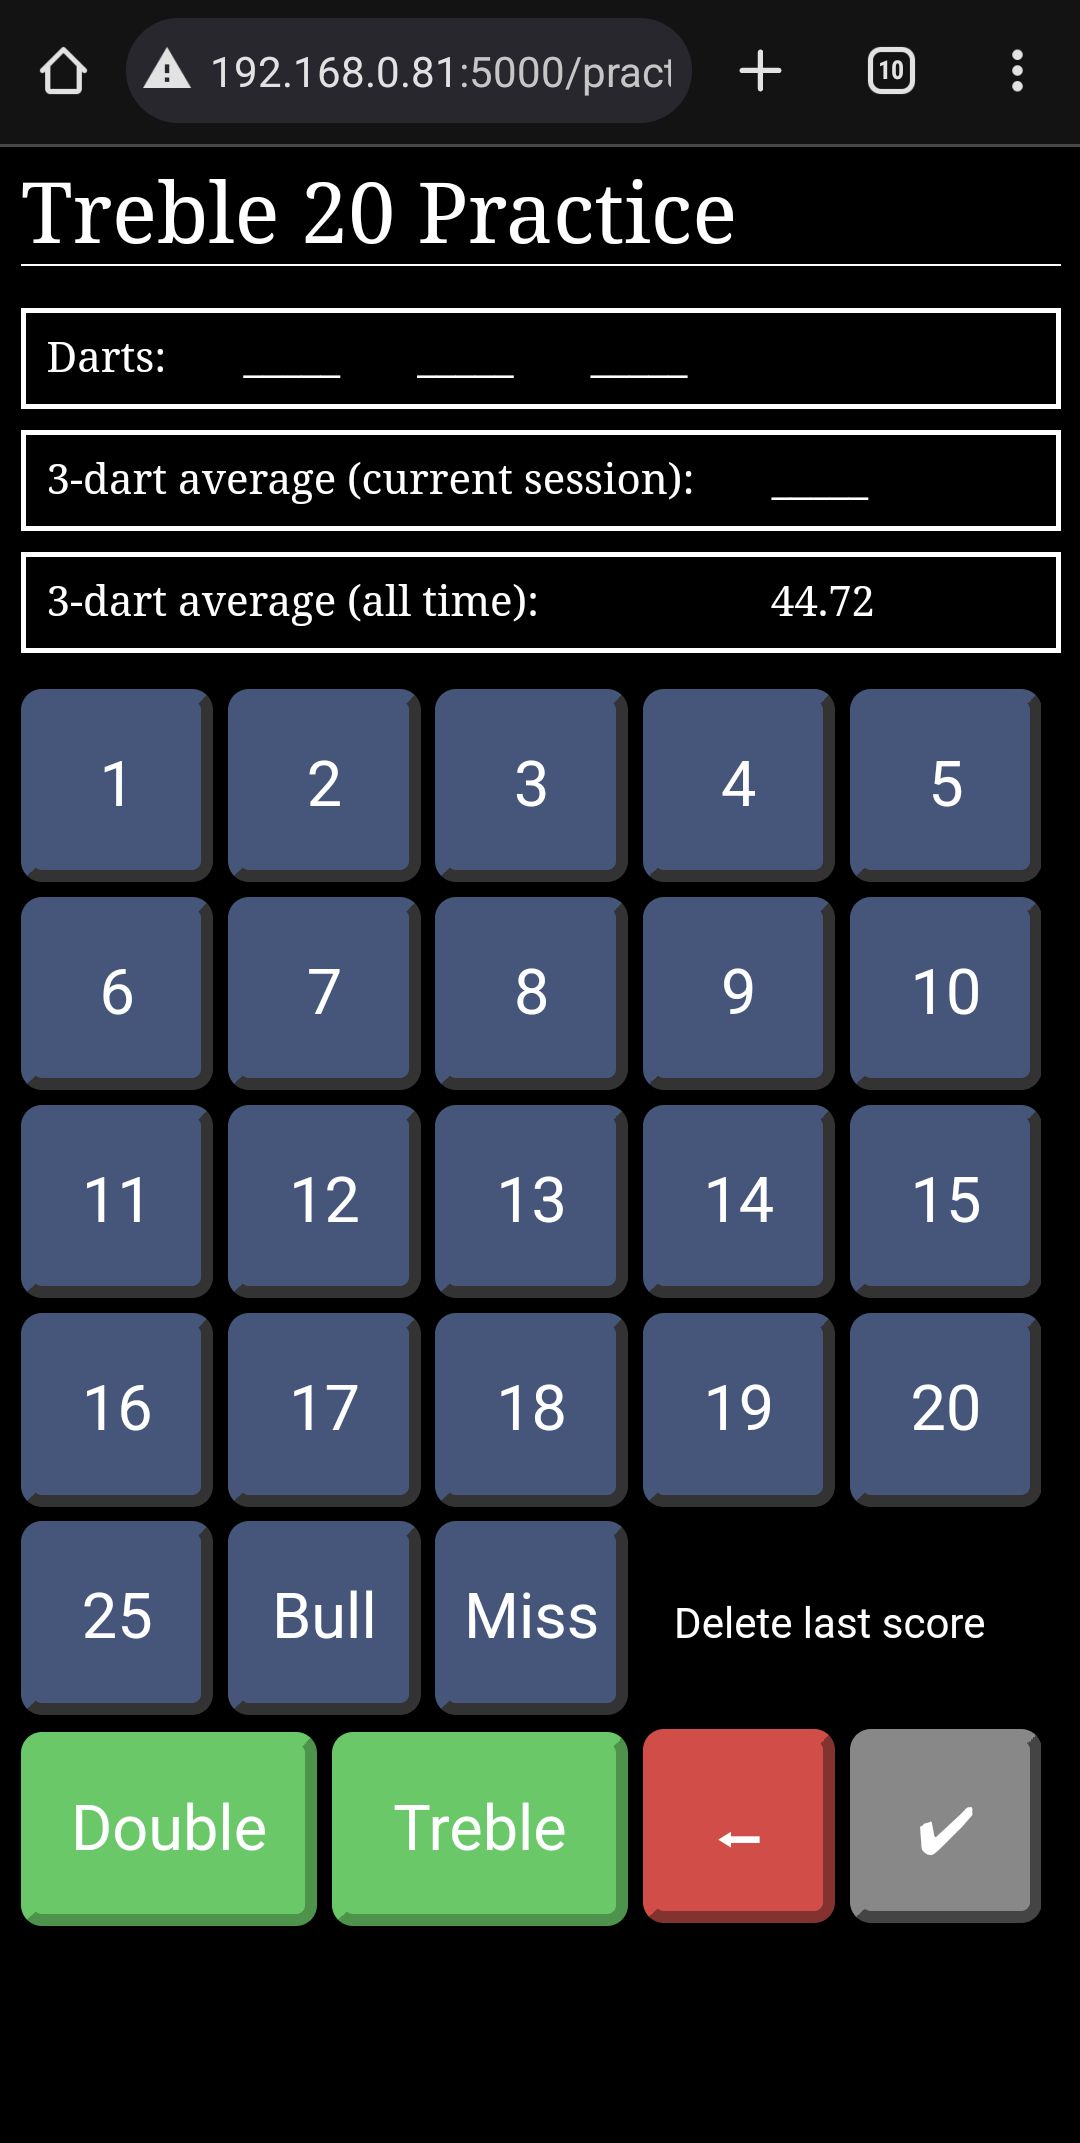 192.168.0.81:5000/pract
10
Treble 20 Practice
Darts: _____ _____ _____
3-dart average (current session): _____
3-dart average (all time): 44.72
1 2 3 4 5
6 7 8 9 10
11 12 13 14 15
16 17 18 19 20
25 Bull Miss Delete last score
Double Treble ← ✔